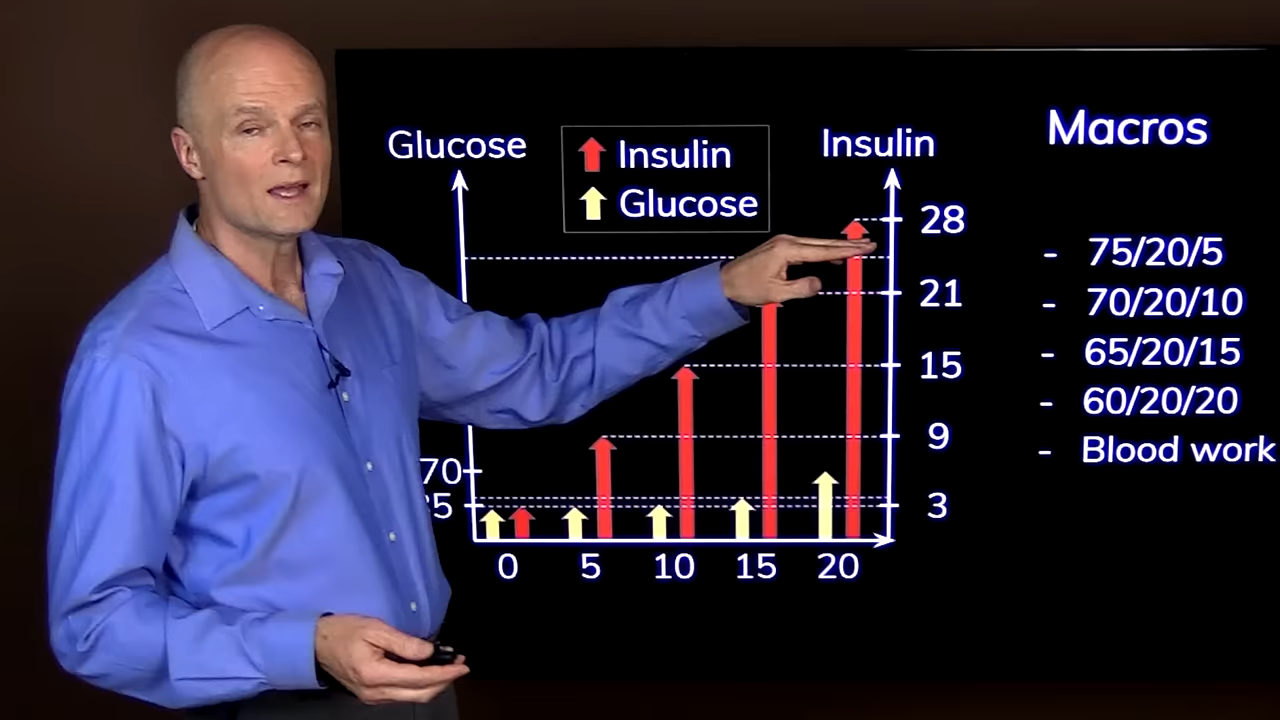 Glucose
Insulin
Glucose
Insulin
28
21
15
9
3
70
5
0 5 10 15 20
Macros
- 75/20/5
- 70/20/10
- 65/20/15
- 60/20/20
- Blood work